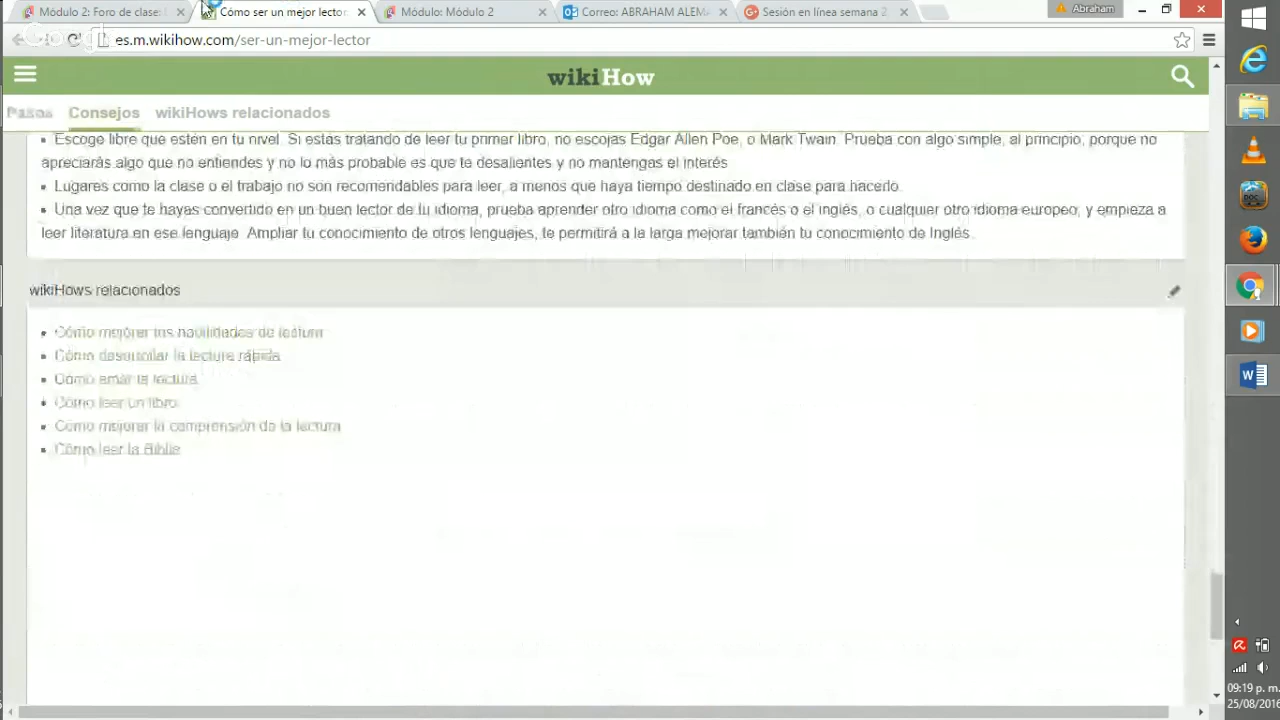 Módulo 2: Foro de clase:
Cómo ser un mejor lector
Módulo: Módulo 2
Correo: ABRAHAM ALEMA
Sesión en línea semana 2
Abraham
es.m.wikihow.com/ser-un-mejor-lector
wikiHow
Pasos Consejos wikiHows relacionados
Escoge libre que estén en tu nivel. Si estás tratando de leer tu primer libro, no escojas Edgar Allen Poe, o Mark Twain. Prueba con algo simple, al principio, porque no
apreciarás algo que no entiendes y no lo más probable es que te desalientes y no mantengas el interés
Lugares como la clase o el trabajo no son recomendables para leer, a menos que haya tiempo destinado en clase para hacerlo.
Una vez que te hayas convertido en un buen lector de tu idioma, prueba aprender otro idioma como el francés o el inglés, o cualquier otro idioma europeo, y empieza a
leer literatura en ese lenguaje. Ampliar tu conocimiento de otros lenguajes, te permitirá a la larga mejorar también tu conocimiento de Inglés.
wikiHows relacionados
Cómo mejorar tus habilidades de lectura
Cómo desarrollar la lectura rápida
Cómo amar la lectura
Cómo leer un libro
Cómo mejorar la comprensión de la lectura
Cómo leer la Biblia
09:19 p. m.
25/08/2016